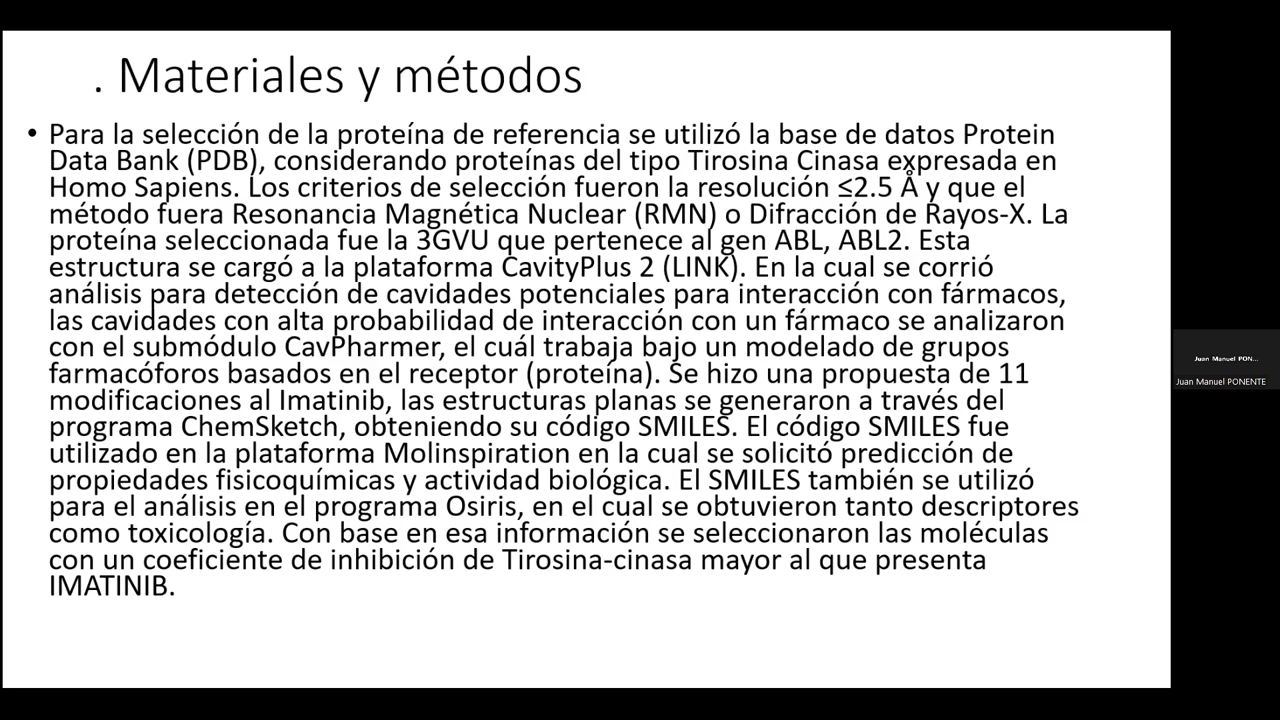 . Materiales y métodos
• Para la selección de la proteína de referencia se utilizó la base de datos Protein
Data Bank (PDB), considerando proteínas del tipo Tirosina Cinasa expresada en
Homo Sapiens. Los criterios de selección fueron la resolución ≤2.5 Å y que el
método fuera Resonancia Magnética Nuclear (RMN) o Difracción de Rayos-X. La
proteína seleccionada fue la 3GVU que pertenece al gen ABL, ABL2. Esta
estructura se cargó a la plataforma CavityPlus 2 (LINK). En la cual se corrió
análisis para detección de cavidades potenciales para interacción con fármacos,
las cavidades con alta probabilidad de interacción con un fármaco se analizaron
con el submódulo CavPharmer, el cuál trabaja bajo un modelado de grupos
farmacóforos basados en el receptor (proteína). Se hizo una propuesta de 11
modificaciones al Imatinib, las estructuras planas se generaron a través del
programa ChemSketch, obteniendo su código SMILES. El código SMILES fue
utilizado en la plataforma Molinspiration en la cual se solicitó predicción de
propiedades fisicoquímicas y actividad biológica. El SMILES también se utilizó
para el análisis en el programa Osiris, en el cual se obtuvieron tanto descriptores
como toxicología. Con base en esa información se seleccionaron las moléculas
con un coeficiente de inhibición de Tirosina-cinasa mayor al que presenta
IMATINIB.
Juan Manuel PON...
Juan Manuel PONENTE